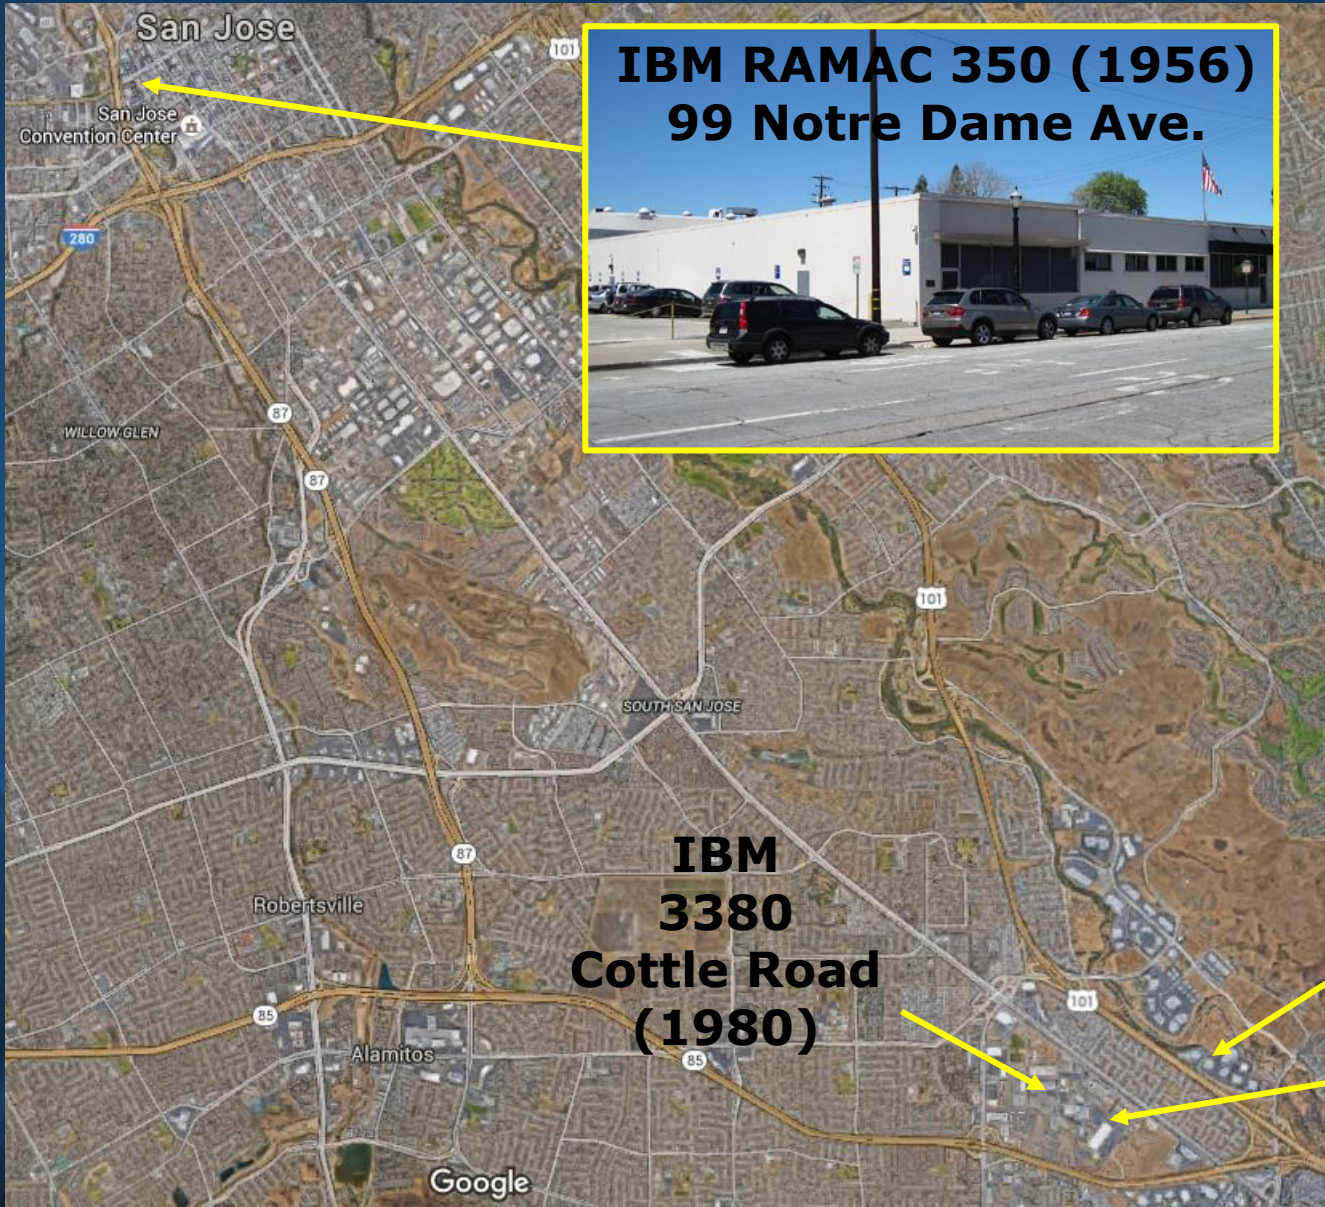 San Jose
101
IBM RAMAC 350 (1956)
99 Notre Dame Ave.
San Jose
Convention Center
280
87
WILLOW GLEN
87
101
SOUTH SAN JOSE
87
IBM
3380
Cottle Road
(1980)
Robertsville
101
85
Alamitos
85
Google